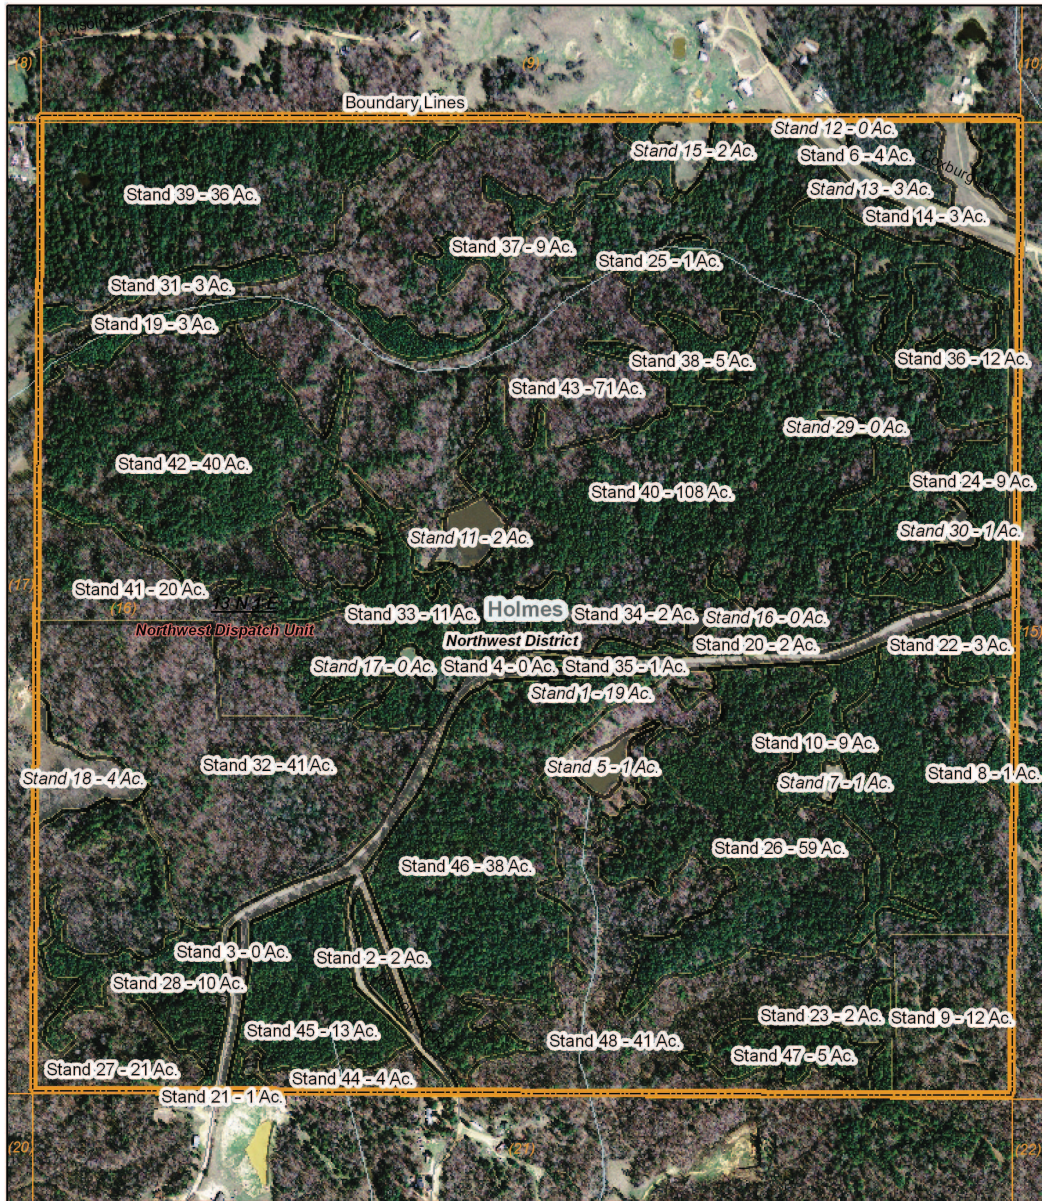 (8)
(9)
(10)
Boundary Lines
Stand 12 - 0 Ac.
Stand 15 - 2 Ac.
Stand 6 - 4 Ac.
Stand 39 - 36 Ac.
Stand 13 - 3 Ac.
Stand 14 - 3 Ac.
Stand 37 - 9 Ac.
Stand 25 - 1 Ac.
Stand 31 - 3 Ac.
Stand 19 - 3 Ac.
Stand 38 - 5 Ac.
Stand 36 - 12 Ac.
Stand 43 - 71 Ac.
Stand 29 - 0 Ac.
Stand 42 - 40 Ac.
Stand 24 - 9 Ac.
Stand 40 - 108 Ac.
Stand 30 - 1 Ac.
Stand 11 - 2 Ac.
(17)
Stand 41 - 20 Ac.
(16)
13 N 1 E
Stand 33 - 11 Ac.
Holmes
Stand 34 - 2 Ac.
Stand 16 - 0 Ac.
Northwest Dispatch Unit
(15)
Northwest District
Stand 20 - 2 Ac.
Stand 22 - 3 Ac.
Stand 17 - 0 Ac.
Stand 4 - 0 Ac.
Stand 35 - 1 Ac.
Stand 1 - 19 Ac.
Stand 10 - 9 Ac.
Stand 32 - 41 Ac.
Stand 5 - 1 Ac.
Stand 18 - 4 Ac.
Stand 7 - 1 Ac.
Stand 8 - 1 Ac.
Stand 26 - 59 Ac.
Stand 46 - 38 Ac.
Stand 3 - 0 Ac.
Stand 2 - 2 Ac.
Stand 28 - 10 Ac.
Stand 23 - 2 Ac.
Stand 9 - 12 Ac.
Stand 45 - 13 Ac.
Stand 48 - 41 Ac.
Stand 47 - 5 Ac.
Stand 27 - 21 Ac.
Stand 44 - 4 Ac.
Stand 21 - 1 Ac.
(20)
(21)
(22)